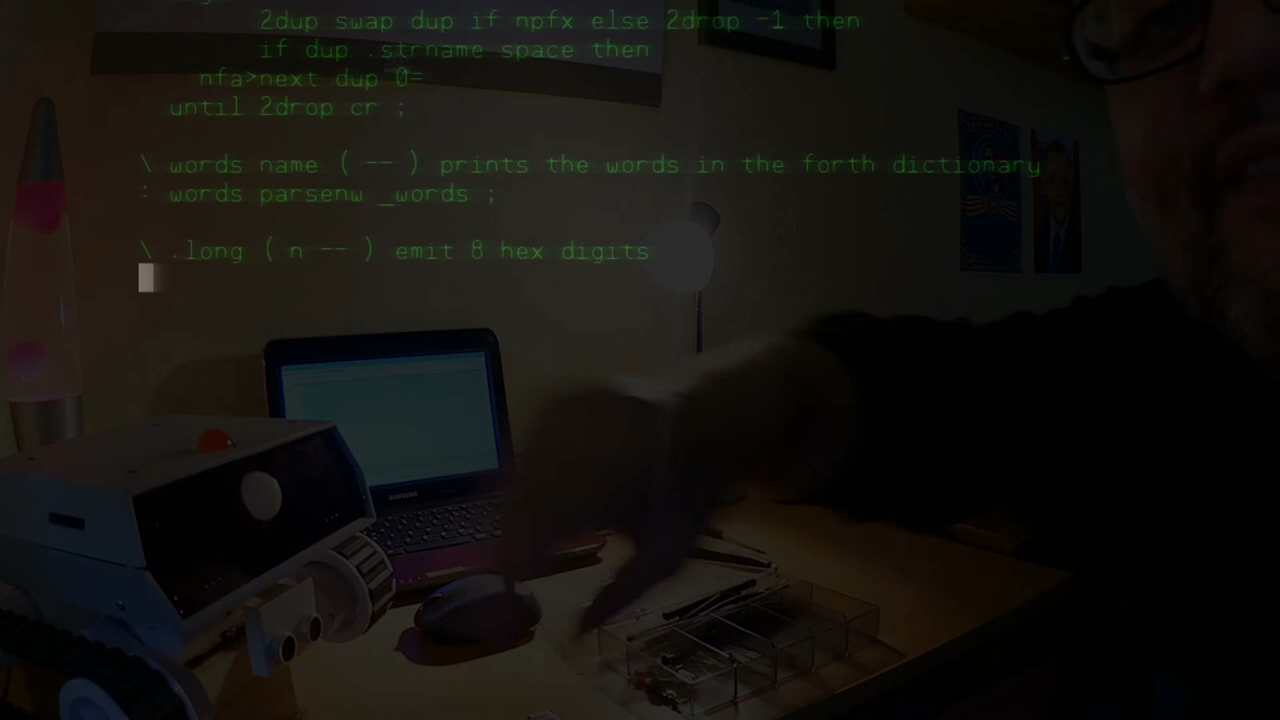 2dup swap dup if npfx else 2drop -1 then
if dup .strname space then
nfa>next dup 0=
until 2drop cr ;
\ words name ( -- ) prints the words in the forth dictionary
: words parsenw _words ;
\ .long ( n -- ) emit 8 hex digits
SAMSUNG